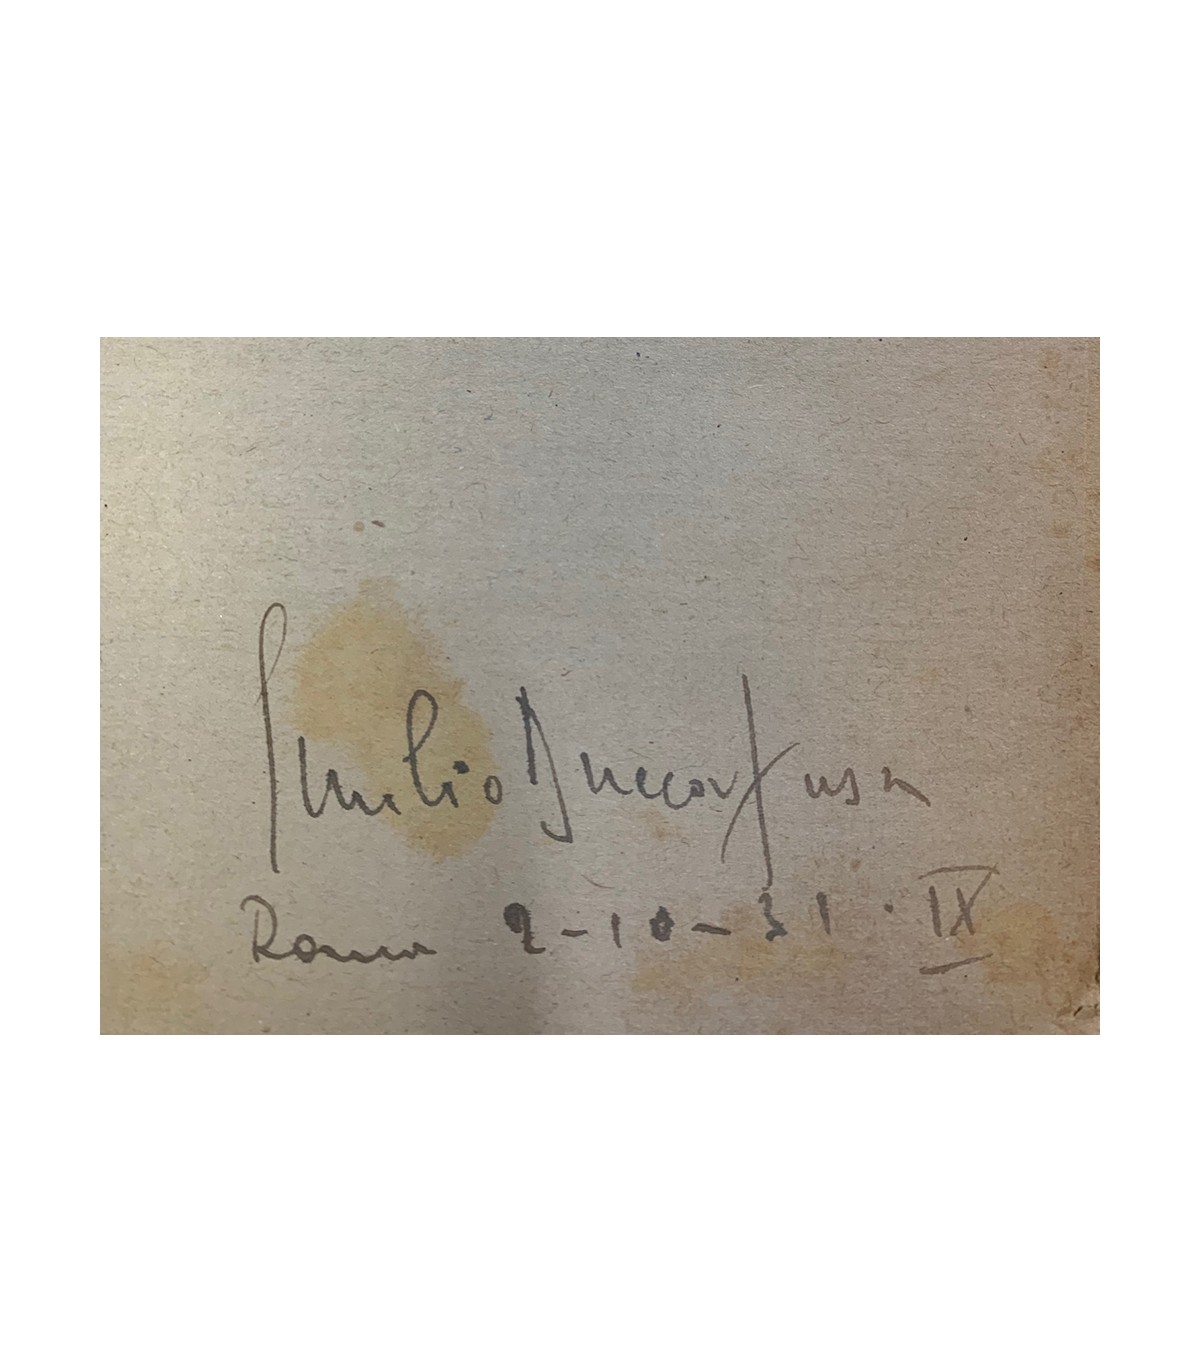 Emilio Buccafusca
Roma 2-10-31 · IX